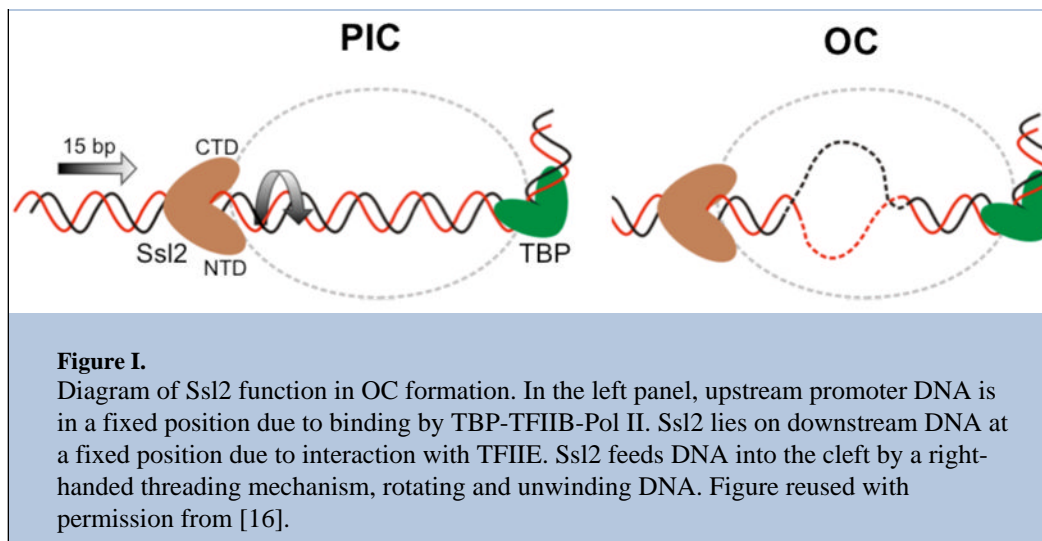 PIC
OC
15 bp
CTD
Ssl2
NTD
TBP
Figure I.
Diagram of Ssl2 function in OC formation. In the left panel, upstream promoter DNA is
in a fixed position due to binding by TBP-TFIIB-Pol II. Ssl2 lies on downstream DNA at
a fixed position due to interaction with TFIIE. Ssl2 feeds DNA into the cleft by a right-
handed threading mechanism, rotating and unwinding DNA. Figure reused with
permission from [16].